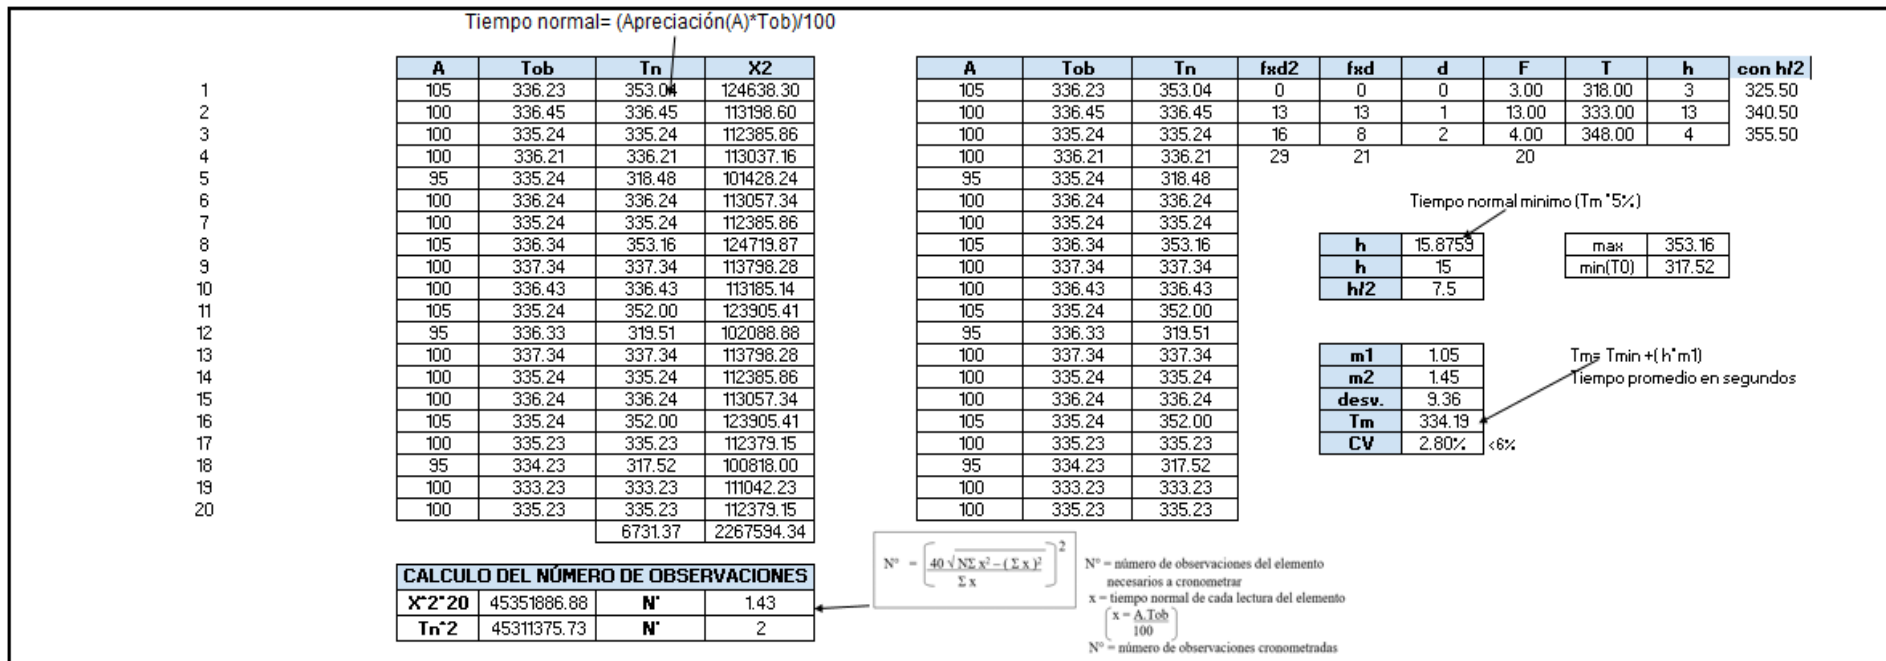 Tiempo normal= (Apreciación(A)*Tob)/100
A Tob Tn X2 A Tob Tn fxd2 fxd d F T h con h/2
1 105 336.23 353.04 124638.30 105 336.23 353.04 0 0 0 3.00 318.00 3 325.50
2 100 336.45 336.45 113198.60 100 336.45 336.45 13 13 1 13.00 333.00 13 340.50
3 100 335.24 335.24 112385.86 100 335.24 335.24 16 8 2 4.00 348.00 4 355.50
4 100 336.21 336.21 113037.16 100 336.21 336.21 29 21 20
5 95 335.24 318.48 101428.24 95 335.24 318.48
6 100 336.24 336.24 113057.34 100 336.24 336.24 Tiempo normal minimo (Tm*5%)
7 100 335.24 335.24 112385.86 100 335.24 335.24
8 105 336.34 353.16 124719.87 105 336.34 353.16 h 15.8759 max 353.16
9 100 337.34 337.34 113798.28 100 337.34 337.34 h 15 min(T0) 317.52
10 100 336.43 336.43 113185.14 100 336.43 336.43 h/2 7.5
11 105 335.24 352.00 123905.41 105 335.24 352.00
12 95 336.33 319.51 102088.88 95 336.33 319.51
13 100 337.34 337.34 113798.28 100 337.34 337.34 m1 1.05 Tm= Tmin +( h*m1)
14 100 335.24 335.24 112385.86 100 335.24 335.24 m2 1.45 Tiempo promedio en segundos
15 100 336.24 336.24 113057.34 100 336.24 336.24 desv. 9.36
16 105 335.24 352.00 123905.41 105 335.24 352.00 Tm 334.19
17 100 335.23 335.23 112379.15 100 335.23 335.23 CV 2.80% <6%
18 95 334.23 317.52 100818.00 95 334.23 317.52
19 100 333.23 333.23 111042.23 100 333.23 333.23
20 100 335.23 335.23 112379.15 100 335.23 335.23
6731.37 2267594.34
CALCULO DEL NÚMERO DE OBSERVACIONES
X^2*20 45351886.88 N° 1.43
Tn^2 45311375.73 N° 2
N° = (40 √ NΣ x² – ( Σ x )² / Σ x)²
N° = número de observaciones del elemento
necesarios a cronometrar
x = tiempo normal de cada lectura del elemento
(x = A.Tob / 100)
N° = número de observaciones cronometradas